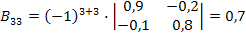 B₃₃ = (−1)³⁺³ · | 0,9 −0,2 |
| −0,1 0,8 | = 0,7